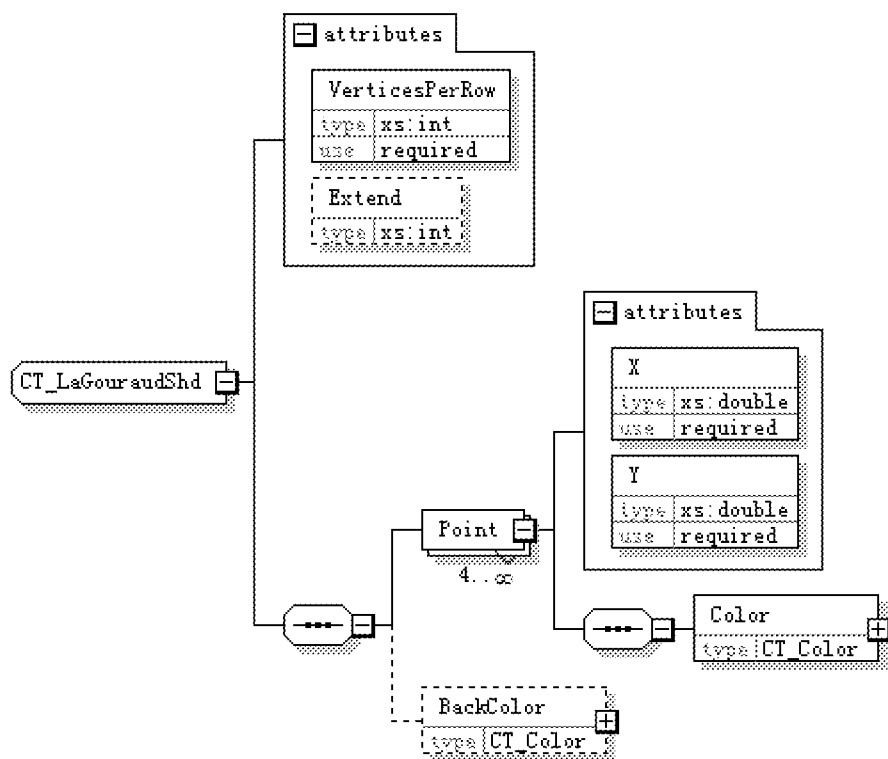 attributes
VerticesPerRow
type xs:int
use required
Extend
type xs:int
CT_LaGouraudShd
attributes
X
type xs:double
use required
Y
type xs:double
use required
Point
4..∞
Color
type CT_Color
BackColor
type CT_Color